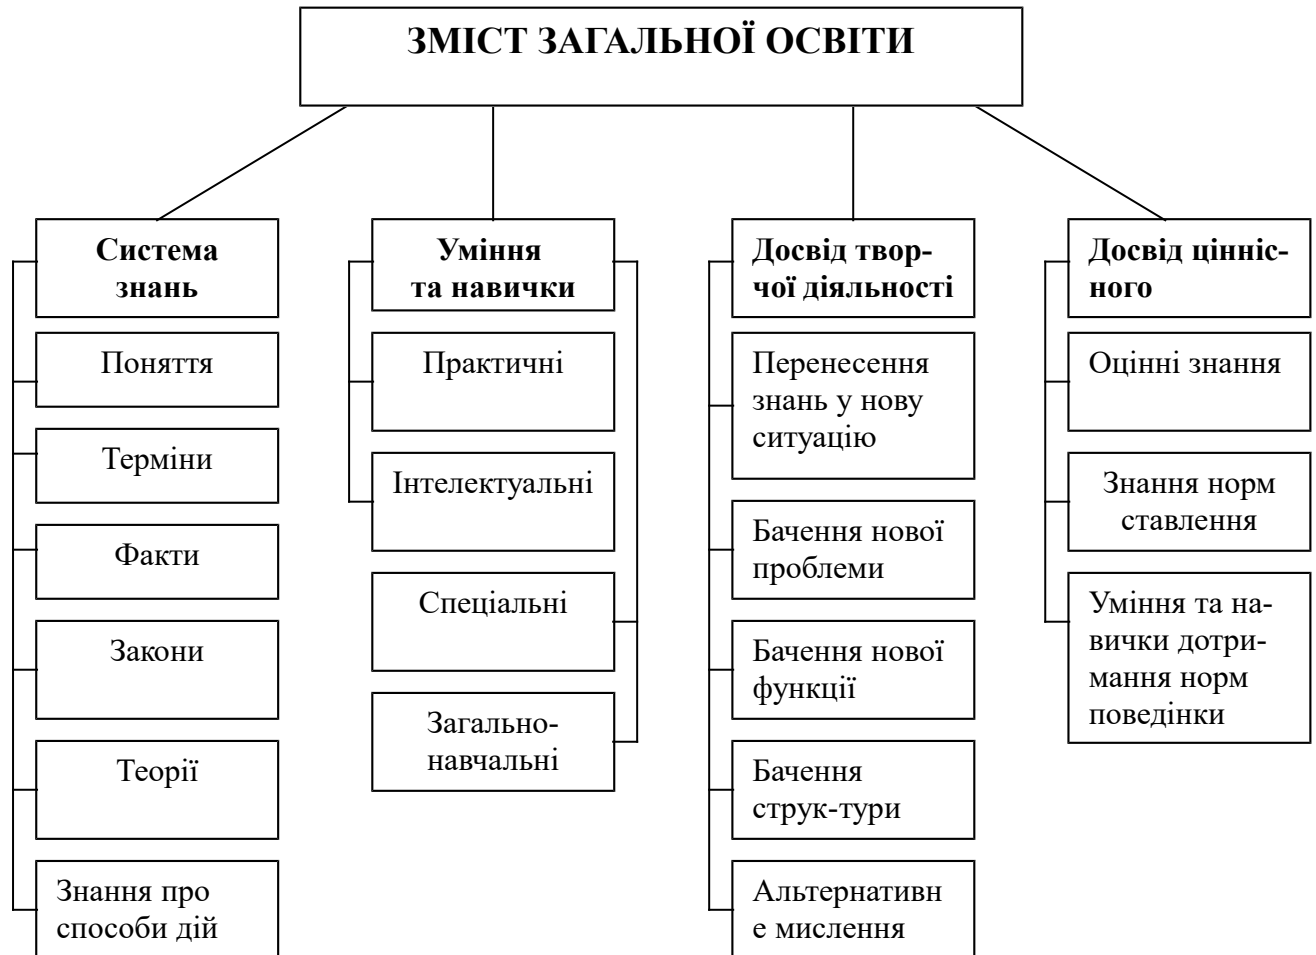 ЗМІСТ ЗАГАЛЬНОЇ ОСВІТИ
Система
знань
Поняття
Терміни
Факти
Закони
Теорії
Знання про
способи дій
Уміння
та навички
Практичні
Інтелектуальні
Спеціальні
Загально-
навчальні
Досвід твор-
чої діяльності
Перенесення
знань у нову
ситуацію
Бачення нової
проблеми
Бачення нової
функції
Бачення
струк-тури
Альтернативн
е мислення
Досвід цінніс-
ного
Оцінні знання
Знання норм
ставлення
Уміння та на-
вички дотри-
мання норм
поведінки